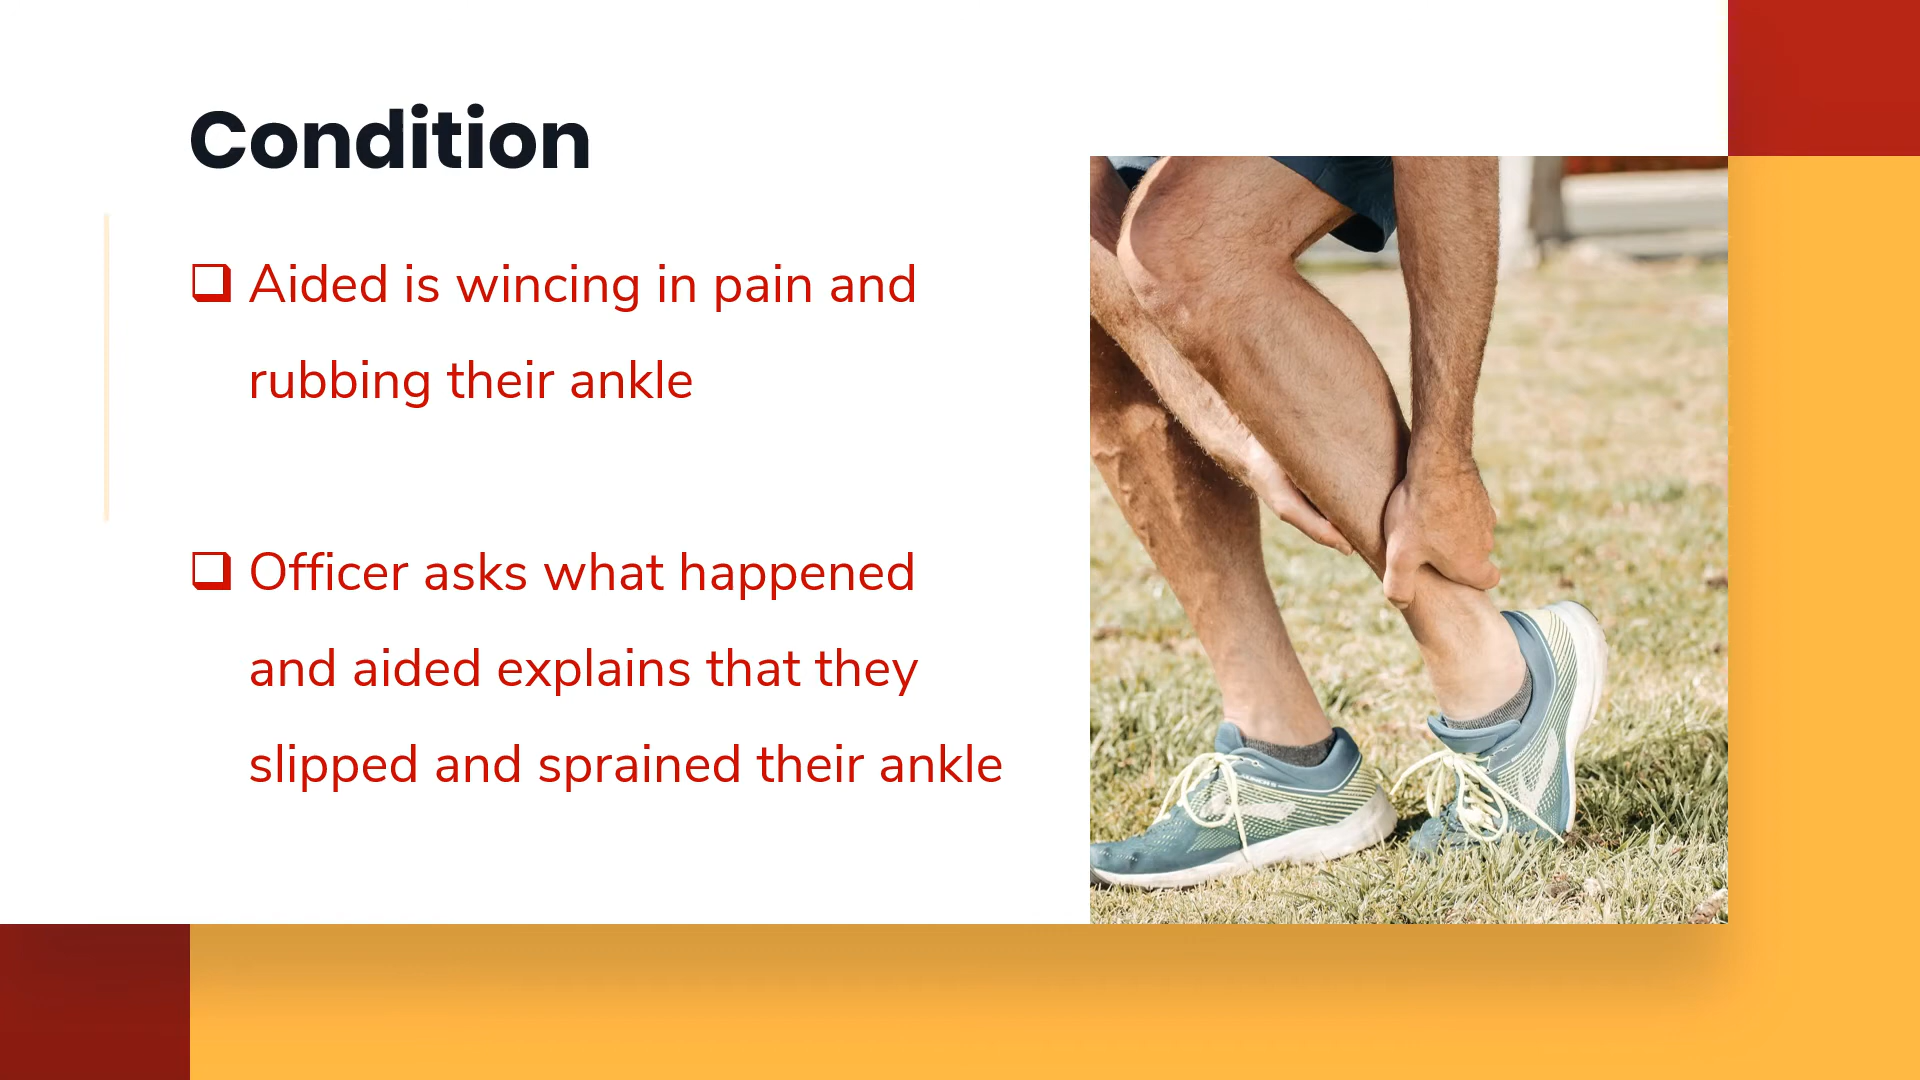 Condition
❑ Aided is wincing in pain and
rubbing their ankle
❑ Officer asks what happened
and aided explains that they
slipped and sprained their ankle